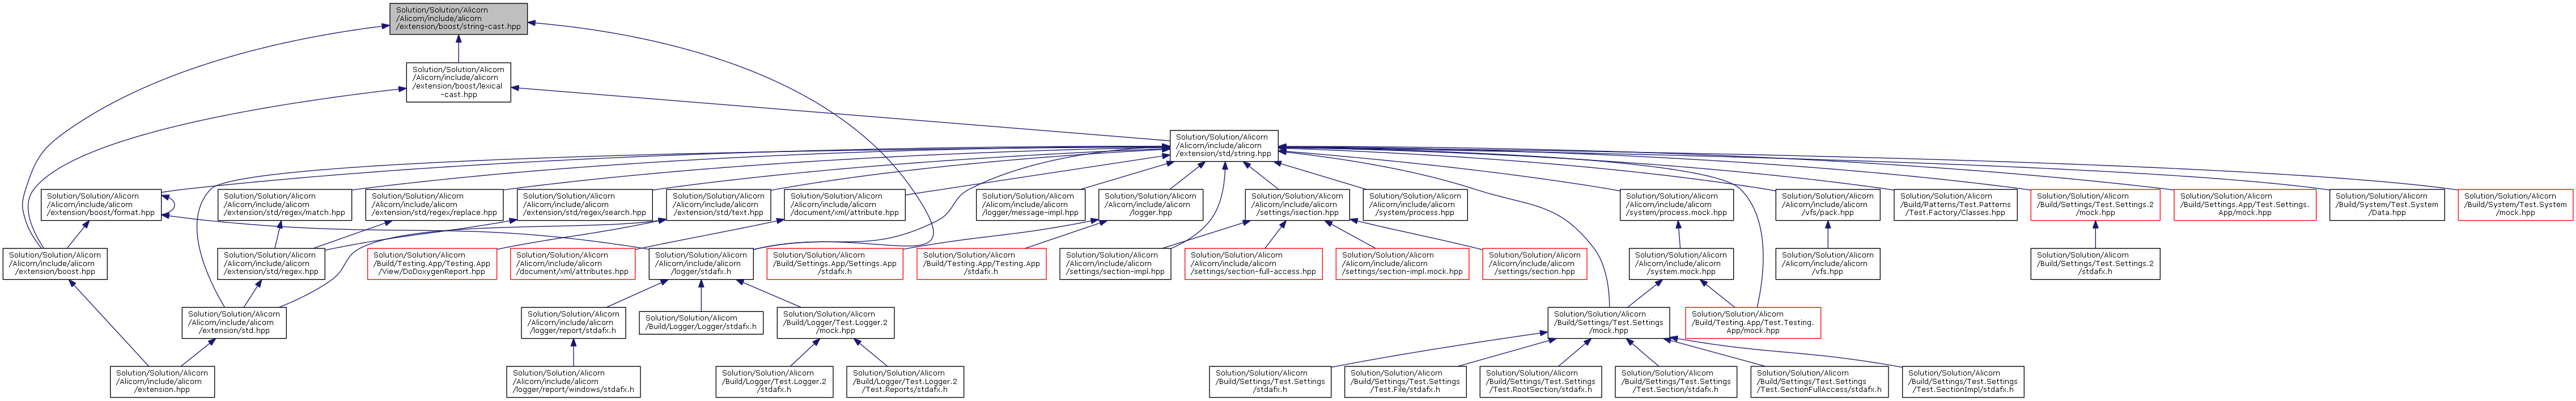 Solution/Solution/Alicorn
/Alicorn/include/alicorn
/extension/boost/string-cast.hpp
Solution/Solution/Alicorn
/Alicorn/include/alicorn
/extension/boost/lexical
-cast.hpp
Solution/Solution/Alicorn
/Alicorn/include/alicorn
/extension/std/string.hpp
Solution/Solution/Alicorn
/Alicorn/include/alicorn
/extension/boost/format.hpp
Solution/Solution/Alicorn
/Alicorn/include/alicorn
/extension/std/regex/match.hpp
Solution/Solution/Alicorn
/Alicorn/include/alicorn
/extension/std/regex/replace.hpp
Solution/Solution/Alicorn
/Alicorn/include/alicorn
/extension/std/regex/search.hpp
Solution/Solution/Alicorn
/Alicorn/include/alicorn
/extension/std/text.hpp
Solution/Solution/Alicorn
/Alicorn/include/alicorn
/document/xml/attribute.hpp
Solution/Solution/Alicorn
/Alicorn/include/alicorn
/logger/message-impl.hpp
Solution/Solution/Alicorn
/Alicorn/include/alicorn
/logger.hpp
Solution/Solution/Alicorn
/Alicorn/include/alicorn
/settings/isection.hpp
Solution/Solution/Alicorn
/Alicorn/include/alicorn
/system/process.hpp
Solution/Solution/Alicorn
/Alicorn/include/alicorn
/system/process.mock.hpp
Solution/Solution/Alicorn
/Alicorn/include/alicorn
/vfs/pack.hpp
Solution/Solution/Alicorn
/Build/Patterns/Test.Patterns
/Test.Factory/Classes.hpp
Solution/Solution/Alicorn
/Build/Settings/Test.Settings.2
/mock.hpp
Solution/Solution/Alicorn
/Build/Settings.App/Test.Settings.
App/mock.hpp
Solution/Solution/Alicorn
/Build/System/Test.System
/Data.hpp
Solution/Solution/Alicorn
/Build/System/Test.System
/mock.hpp
Solution/Solution/Alicorn
/Alicorn/include/alicorn
/extension/boost.hpp
Solution/Solution/Alicorn
/Alicorn/include/alicorn
/extension/std/regex.hpp
Solution/Solution/Alicorn
/Build/Testing.App/Testing.App
/View/DoDoxygenReport.hpp
Solution/Solution/Alicorn
/Alicorn/include/alicorn
/document/xml/attributes.hpp
Solution/Solution/Alicorn
/Alicorn/include/alicorn
/logger/stdafx.h
Solution/Solution/Alicorn
/Build/Settings.App/Settings.App
/stdafx.h
Solution/Solution/Alicorn
/Build/Testing.App/Testing.App
/stdafx.h
Solution/Solution/Alicorn
/Alicorn/include/alicorn
/settings/section-impl.hpp
Solution/Solution/Alicorn
/Alicorn/include/alicorn
/settings/section-full-access.hpp
Solution/Solution/Alicorn
/Alicorn/include/alicorn
/settings/section-impl.mock.hpp
Solution/Solution/Alicorn
/Alicorn/include/alicorn
/settings/section.hpp
Solution/Solution/Alicorn
/Alicorn/include/alicorn
/system.mock.hpp
Solution/Solution/Alicorn
/Alicorn/include/alicorn
/vfs.hpp
Solution/Solution/Alicorn
/Build/Settings/Test.Settings.2
/stdafx.h
Solution/Solution/Alicorn
/Alicorn/include/alicorn
/extension/std.hpp
Solution/Solution/Alicorn
/Alicorn/include/alicorn
/logger/report/stdafx.h
Solution/Solution/Alicorn
/Build/Logger/Logger/stdafx.h
Solution/Solution/Alicorn
/Build/Logger/Test.Logger.2
/mock.hpp
Solution/Solution/Alicorn
/Build/Settings/Test.Settings
/mock.hpp
Solution/Solution/Alicorn
/Build/Testing.App/Test.Testing.
App/mock.hpp
Solution/Solution/Alicorn
/Alicorn/include/alicorn
/extension.hpp
Solution/Solution/Alicorn
/Alicorn/include/alicorn
/logger/report/windows/stdafx.h
Solution/Solution/Alicorn
/Build/Logger/Test.Logger.2
/stdafx.h
Solution/Solution/Alicorn
/Build/Logger/Test.Logger.2
/Test.Reports/stdafx.h
Solution/Solution/Alicorn
/Build/Settings/Test.Settings
/stdafx.h
Solution/Solution/Alicorn
/Build/Settings/Test.Settings
/Test.File/stdafx.h
Solution/Solution/Alicorn
/Build/Settings/Test.Settings
/Test.RootSection/stdafx.h
Solution/Solution/Alicorn
/Build/Settings/Test.Settings
/Test.Section/stdafx.h
Solution/Solution/Alicorn
/Build/Settings/Test.Settings
/Test.SectionFullAccess/stdafx.h
Solution/Solution/Alicorn
/Build/Settings/Test.Settings
/Test.SectionImpl/stdafx.h